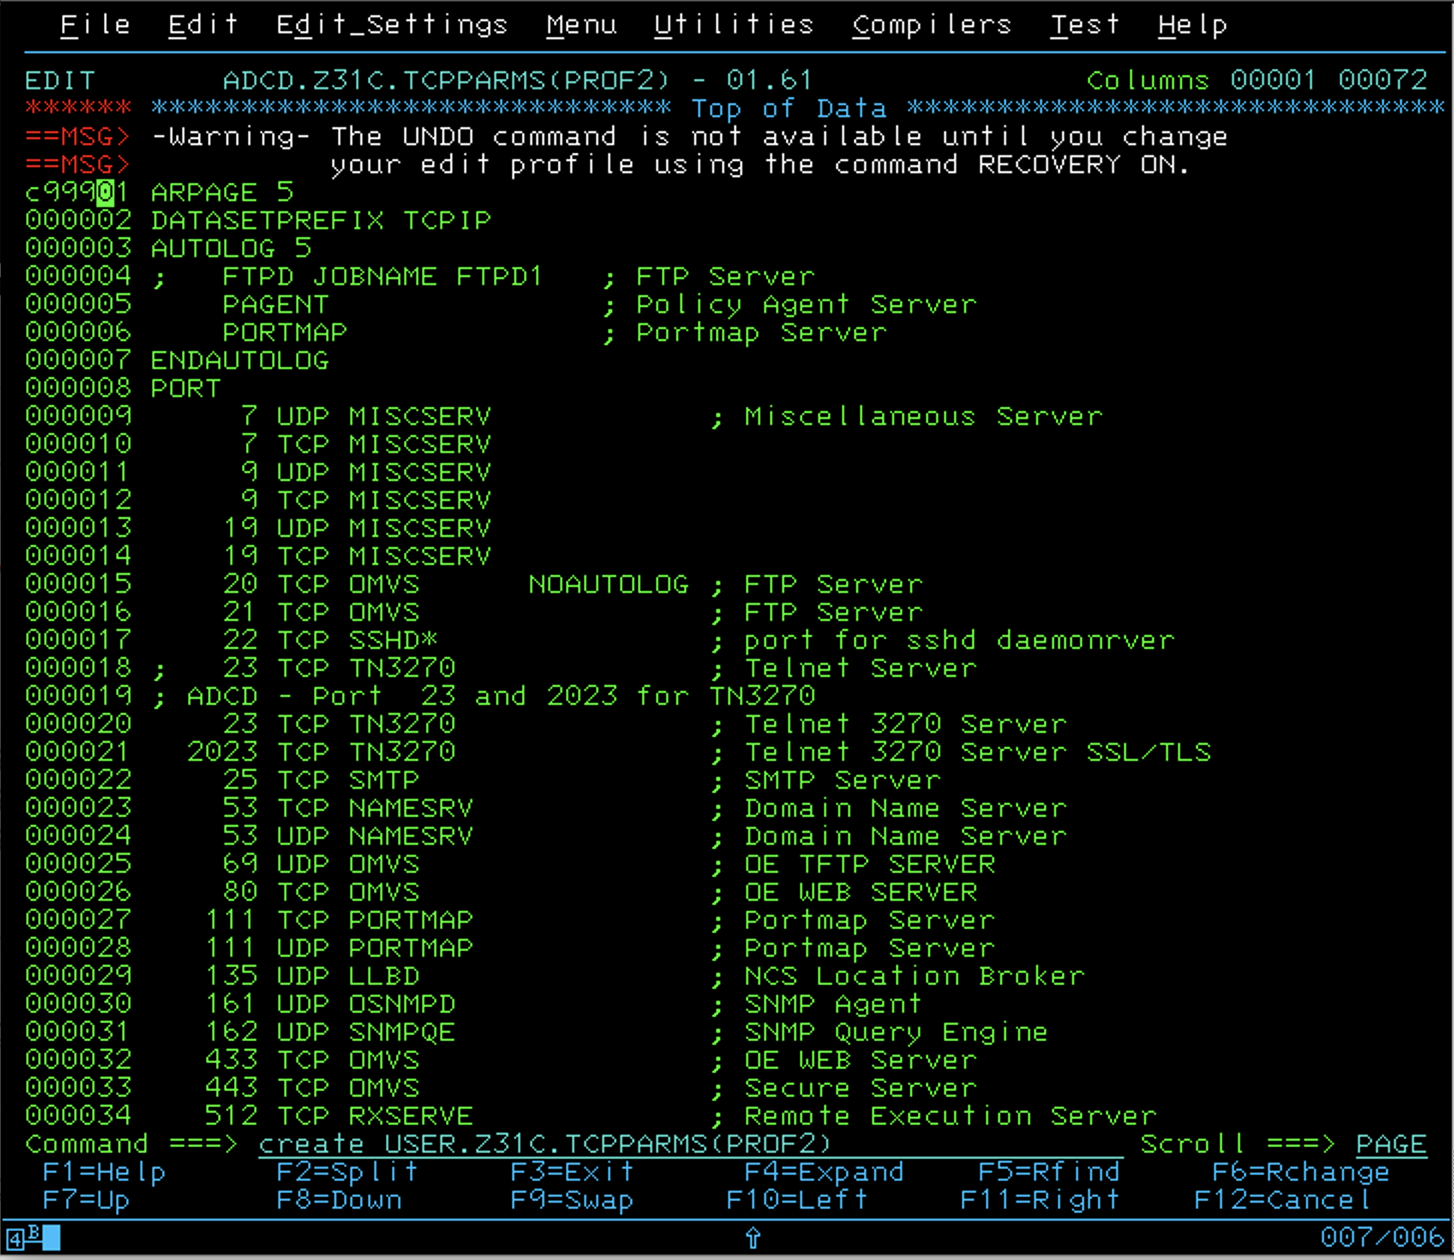 File  Edit  Edit_Settings  Menu  Utilities  Compilers  Test  Help
EDIT       ADCD.Z31C.TCPPARMS(PROF2) - 01.61               Columns 00001 00072
****** ***************************** Top of Data ******************************
==MSG> -Warning- The UNDO command is not available until you change
==MSG>           your edit profile using the command RECOVERY ON.
c99901 ARPAGE 5
000002 DATASETPREFIX TCPIP
000003 AUTOLOG 5
000004 ;   FTPD JOBNAME FTPD1   ; FTP Server
000005     PAGENT               ; Policy Agent Server
000006     PORTMAP              ; Portmap Server
000007 ENDAUTOLOG
000008 PORT
000009      7 UDP MISCSERV            ; Miscellaneous Server
000010      7 TCP MISCSERV
000011      9 UDP MISCSERV
000012      9 TCP MISCSERV
000013     19 UDP MISCSERV
000014     19 TCP MISCSERV
000015     20 TCP OMVS      NOAUTOLOG ; FTP Server
000016     21 TCP OMVS                ; FTP Server
000017     22 TCP SSHD*               ; port for sshd daemonrver
000018 ;   23 TCP TN3270              ; Telnet Server
000019 ; ADCD - Port  23 and 2023 for TN3270
000020     23 TCP TN3270              ; Telnet 3270 Server
000021   2023 TCP TN3270              ; Telnet 3270 Server SSL/TLS
000022     25 TCP SMTP                ; SMTP Server
000023     53 TCP NAMESRV             ; Domain Name Server
000024     53 UDP NAMESRV             ; Domain Name Server
000025     69 UDP OMVS                ; OE TFTP SERVER
000026     80 TCP OMVS                ; OE WEB SERVER
000027    111 TCP PORTMAP             ; Portmap Server
000028    111 UDP PORTMAP             ; Portmap Server
000029    135 UDP LLBD                ; NCS Location Broker
000030    161 UDP OSNMPD              ; SNMP Agent
000031    162 UDP SNMPQE              ; SNMP Query Engine
000032    433 TCP OMVS                ; OE WEB Server
000033    443 TCP OMVS                ; Secure Server
000034    512 TCP RXSERVE             ; Remote Execution Server
Command ===> create USER.Z31C.TCPPARMS(PROF2)                 Scroll ===> PAGE
F1=Help      F2=Split     F3=Exit      F4=Expand    F5=Rfind     F6=Rchange
F7=Up        F8=Down      F9=Swap     F10=Left     F11=Right    F12=Cancel
4 B ⇧ 007/006